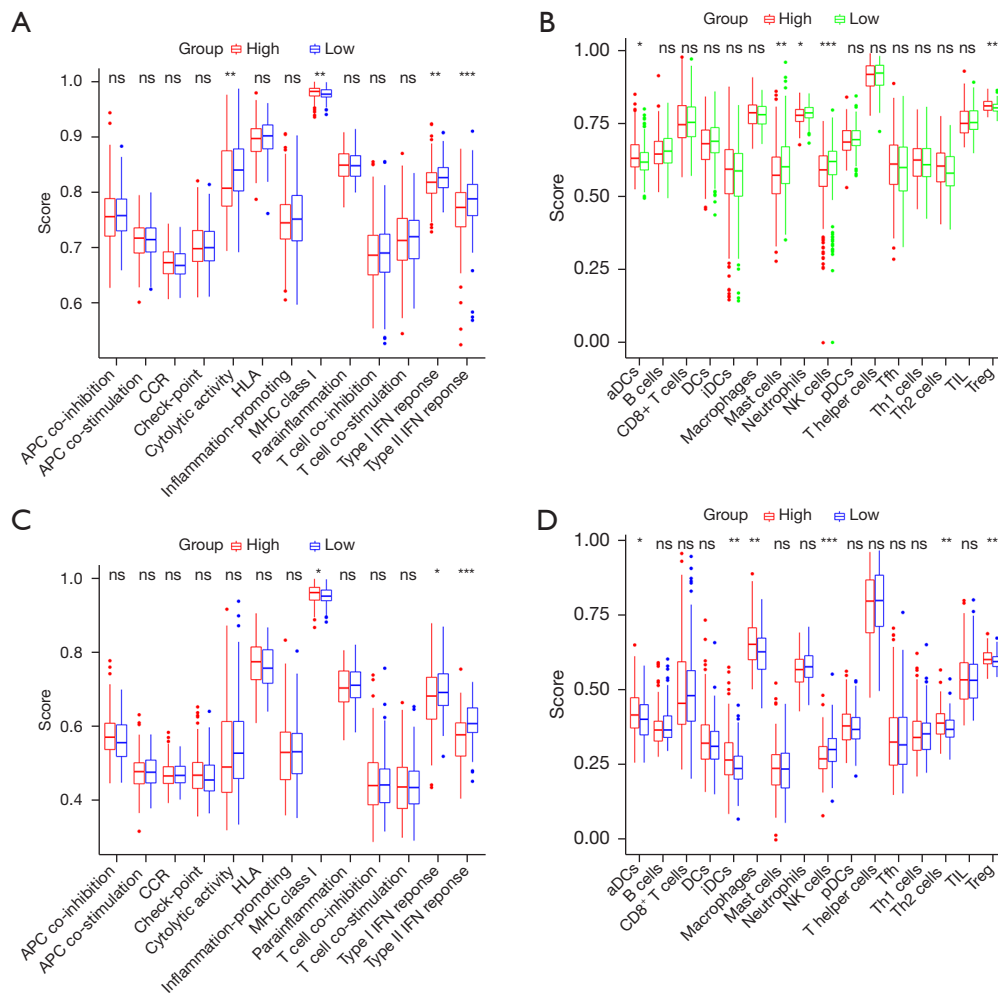 A
Group High Low
ns ns ns ns ** ns ns ** ns ns ns ** ***
Score
1.0
0.9
0.8
0.7
0.6
APC co-inhibition
APC co-stimulation
CCR
Check-point
Cytolytic activity
HLA
Inflammation-promoting
MHC class I
Parainflammation
T cell co-inhibition
T cell co-stimulation
Type I IFN reponse
Type II IFN reponse
B
Group High Low
* ns ns ns ns ns ** * *** ns ns ns ns ns ns **
Score
1.00
0.75
0.50
0.25
0.00
aDCs
B cells
CD8+ T cells
DCs
iDCs
Macrophages
Mast cells
Neutrophils
NK cells
pDCs
T helper cells
Tfh
Th1 cells
Th2 cells
TIL
Treg
C
Group High Low
ns ns ns ns ns ns ns * ns ns ns * ***
Score
1.0
0.8
0.6
0.4
APC co-inhibition
APC co-stimulation
CCR
Check-point
Cytolytic activity
HLA
Inflammation-promoting
MHC class I
Parainflammation
T cell co-inhibition
T cell co-stimulation
Type I IFN reponse
Type II IFN reponse
D
Group High Low
* ns ns ns ** ** ns ns *** ns ns ns ns ** ns **
Score
1.00
0.75
0.50
0.25
0.00
aDCs
B cells
CD8+ T cells
DCs
iDCs
Macrophages
Mast cells
Neutrophils
NK cells
pDCs
T helper cells
Tfh
Th1 cells
Th2 cells
TIL
Treg